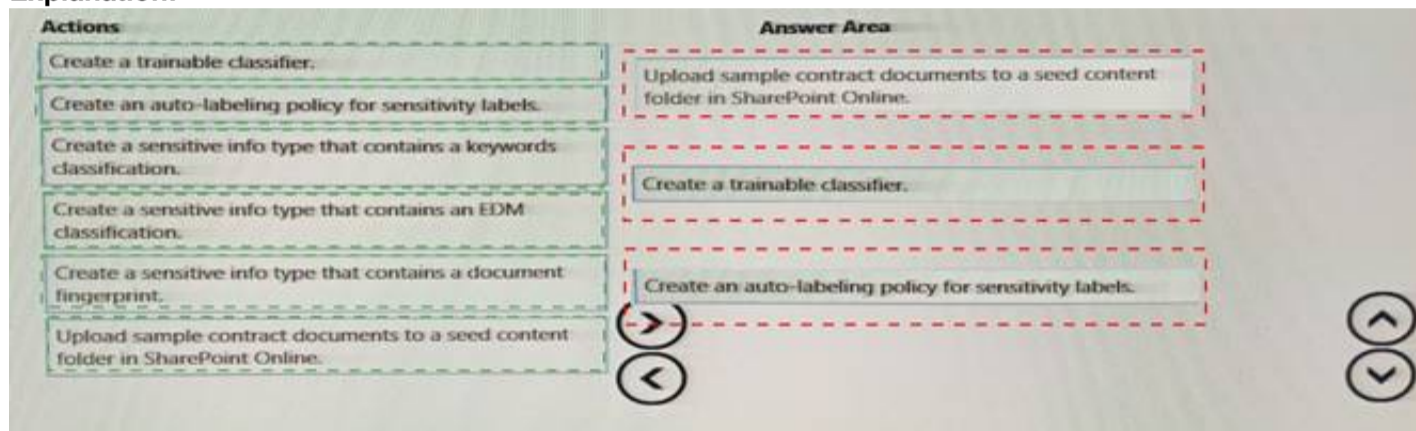 Actions
Create a trainable classifier.
Create an auto-labeling policy for sensitivity labels.
Create a sensitive info type that contains a keywords
classification.
Create a sensitive info type that contains an EDM
classification.
Create a sensitive info type that contains a document
fingerprint.
Upload sample contract documents to a seed content
folder in SharePoint Online.
Answer Area
Upload sample contract documents to a seed content
folder in SharePoint Online.
Create a trainable classifier.
Create an auto-labeling policy for sensitivity labels.